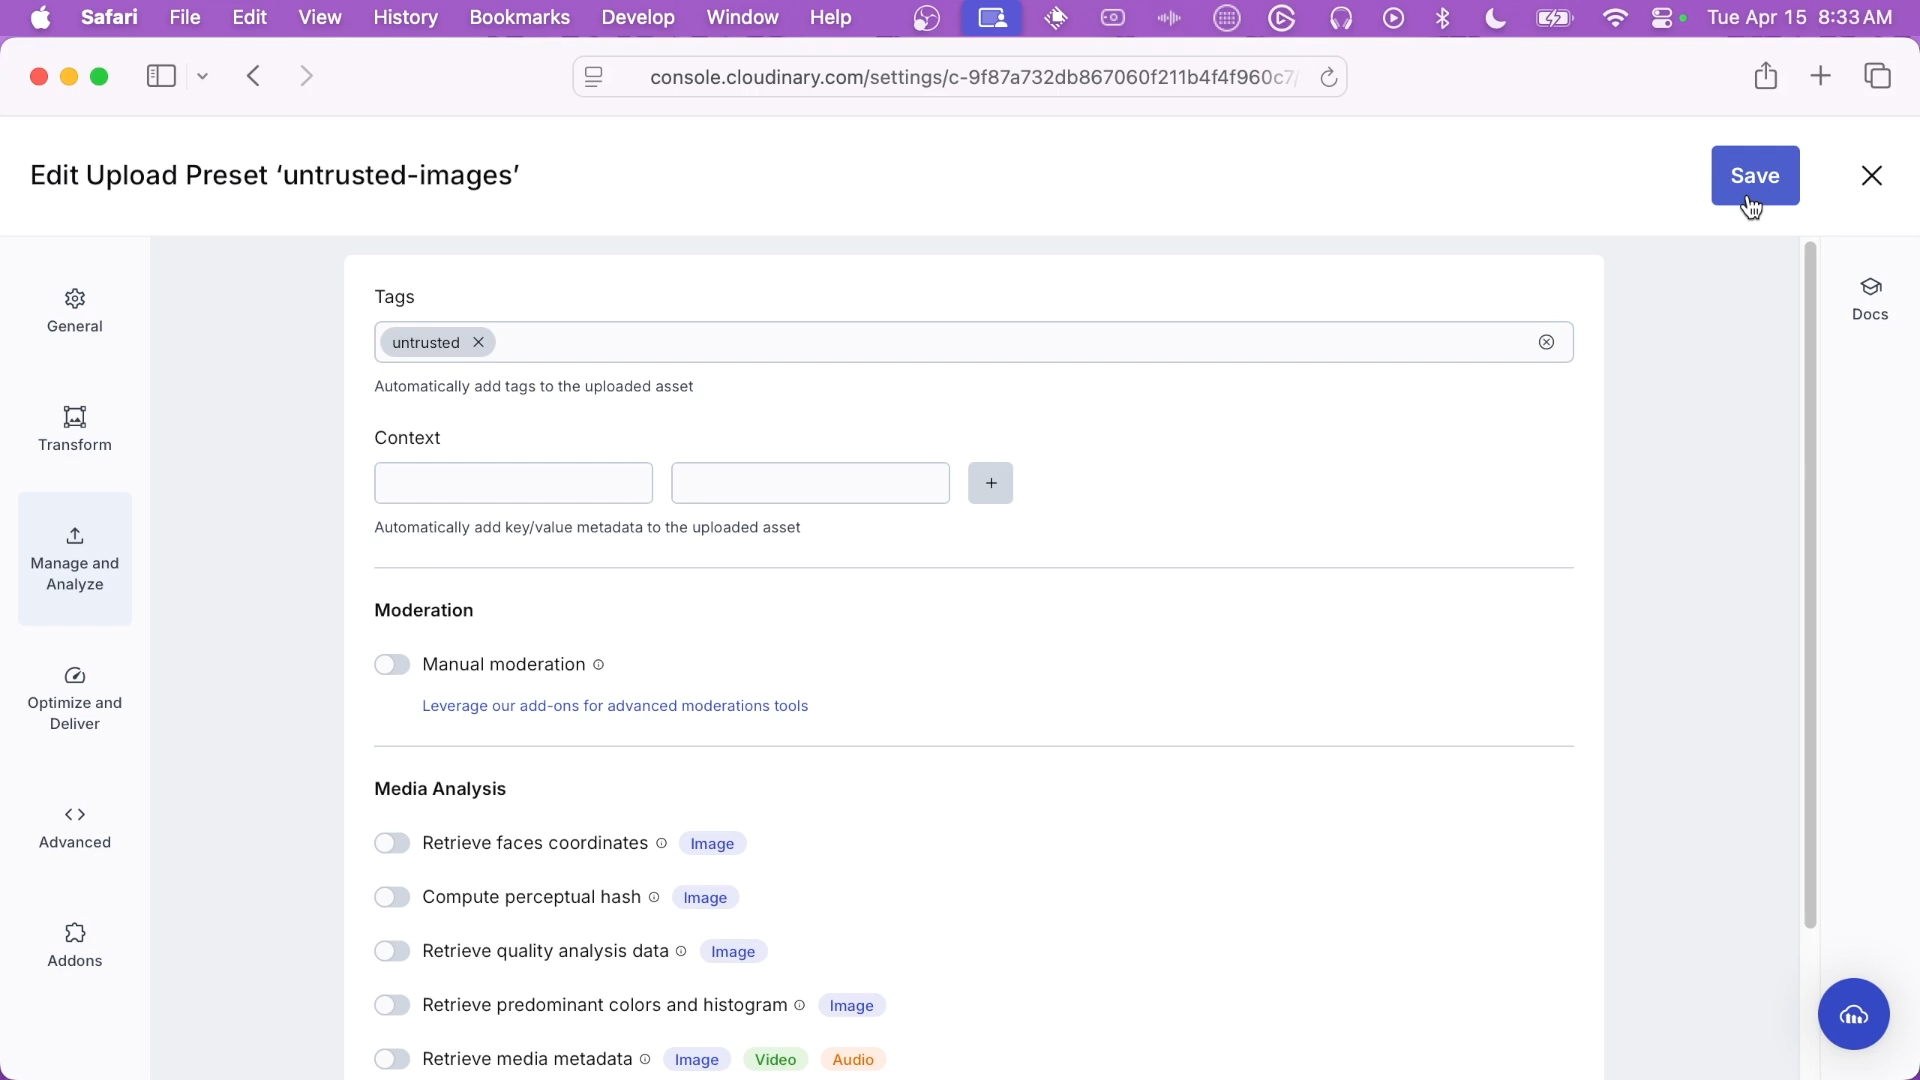 Safari File Edit View History Bookmarks Develop Window Help Tue Apr 15 8:33 AM
console.cloudinary.com/settings/c-9f87a732db867060f211b4f4f960c7/
Edit Upload Preset ‘untrusted-images’
Save
General
Transform
Manage and
Analyze
Optimize and
Deliver
Advanced
Addons
Tags
untrusted
Automatically add tags to the uploaded asset
Context
+
Automatically add key/value metadata to the uploaded asset
Moderation
Manual moderation
Leverage our add-ons for advanced moderations tools
Media Analysis
Retrieve faces coordinates Image
Compute perceptual hash Image
Retrieve quality analysis data Image
Retrieve predominant colors and histogram Image
Retrieve media metadata Image Video Audio
Docs